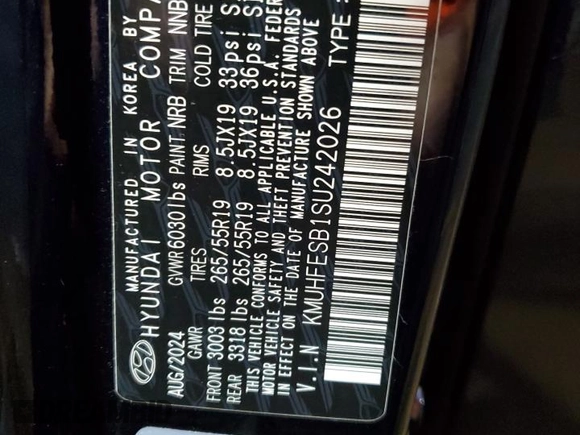 MANUFACTURED IN KOREA BY
HYUNDAI MOTOR COMPA
AUG/2024 GVWR6030lbs PAINT:NRB TRIM NNB
GAWR TIRES RIMS COLD TIRE
FRONT 3003 lbs 265/55R19 8.5JX19 33psi
REAR 3318 lbs 265/55R19 8.5JX19 36psi
THIS VEHICLE CONFORMS TO ALL APPLICABLE U.S.A. FEDER
MOTOR VEHICLE SAFETY AND THEFT PREVENTION STANDARDS
IN EFFECT ON THE DATE OF MANUFACTURE SHOWN ABOVE
V.I.N KMUHFESB1SU242026 TYPE :